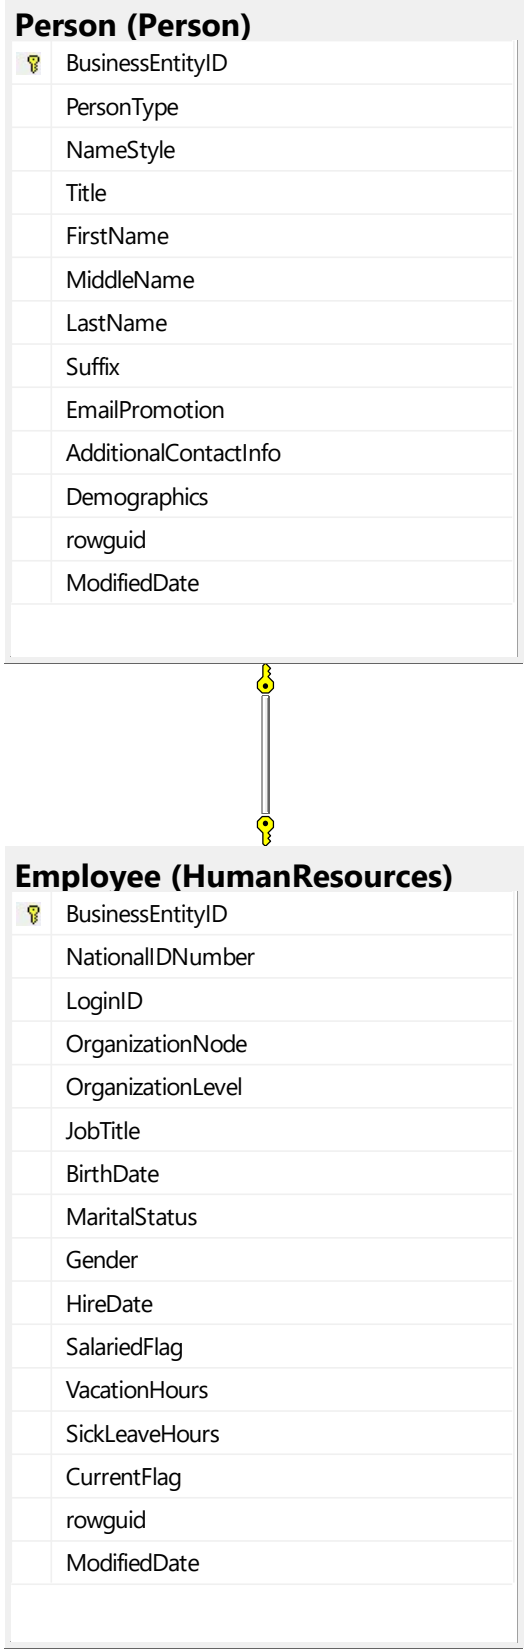 Person (Person)
BusinessEntityID
PersonType
NameStyle
Title
FirstName
MiddleName
LastName
Suffix
EmailPromotion
AdditionalContactInfo
Demographics
rowguid
ModifiedDate
Employee (HumanResources)
BusinessEntityID
NationalIDNumber
LoginID
OrganizationNode
OrganizationLevel
JobTitle
BirthDate
MaritalStatus
Gender
HireDate
SalariedFlag
VacationHours
SickLeaveHours
CurrentFlag
rowguid
ModifiedDate